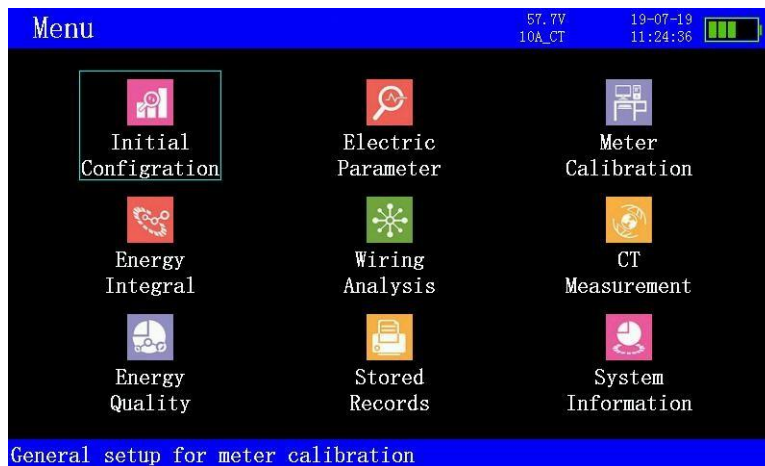 Menu
57.7V
19-07-19
10A_CT
11:24:36
Initial
Configration
Electric
Parameter
Meter
Calibration
Energy
Integral
Wiring
Analysis
CT
Measurement
Energy
Quality
Stored
Records
System
Information
General setup for meter calibration